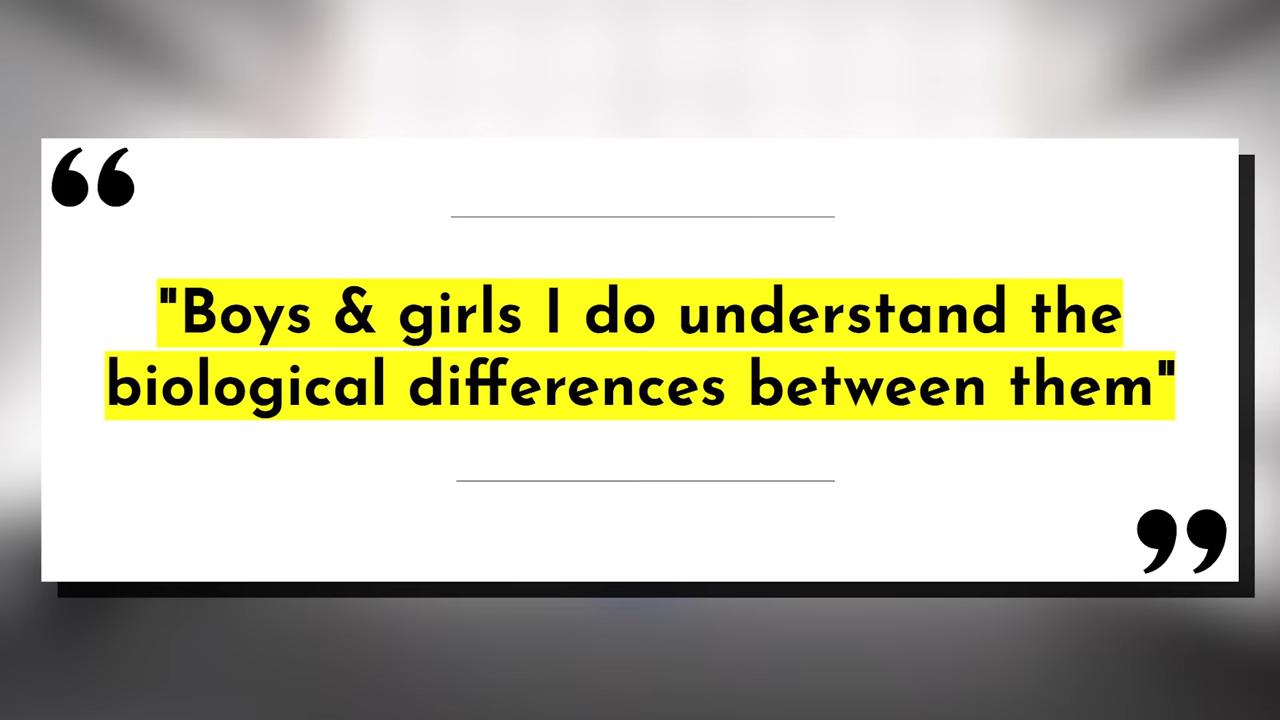 “
"Boys & girls I do understand the
biological differences between them"
”